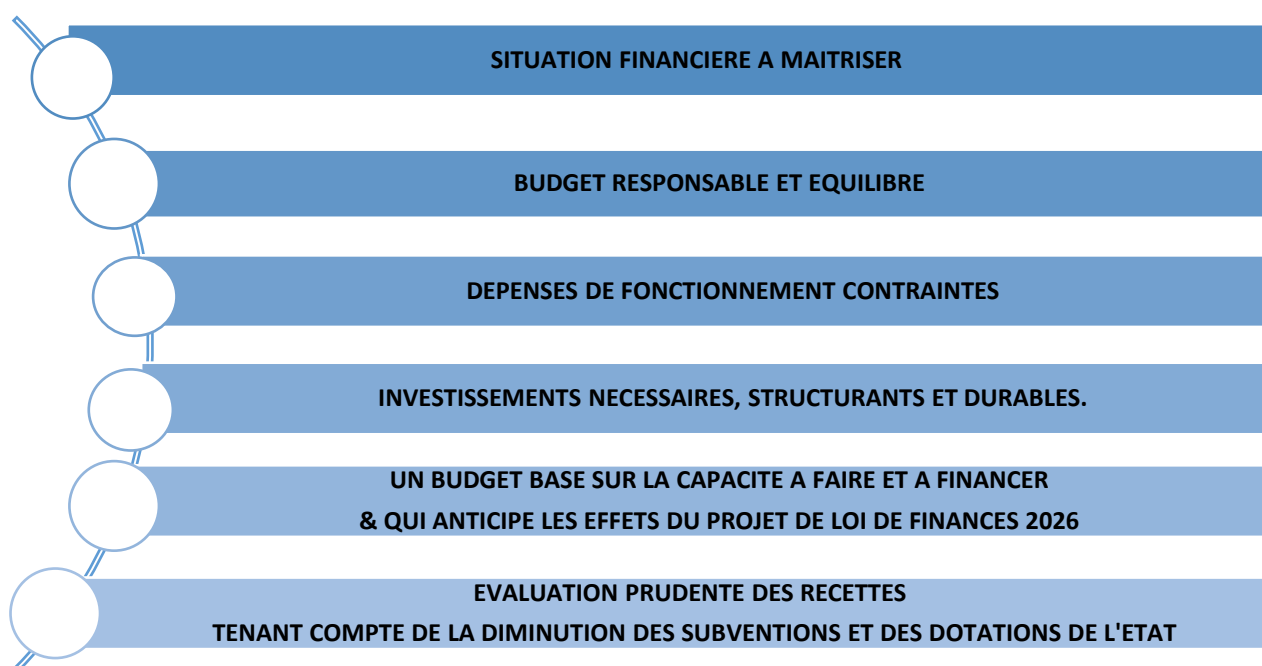 SITUATION FINANCIERE A MAITRISER
BUDGET RESPONSABLE ET EQUILIBRE
DEPENSES DE FONCTIONNEMENT CONTRAINTES
INVESTISSEMENTS NECESSAIRES, STRUCTURANTS ET DURABLES.
UN BUDGET BASE SUR LA CAPACITE A FAIRE ET A FINANCER
& QUI ANTICIPE LES EFFETS DU PROJET DE LOI DE FINANCES 2026
EVALUATION PRUDENTE DES RECETTES
TENANT COMPTE DE LA DIMINUTION DES SUBVENTIONS ET DES DOTATIONS DE L'ETAT